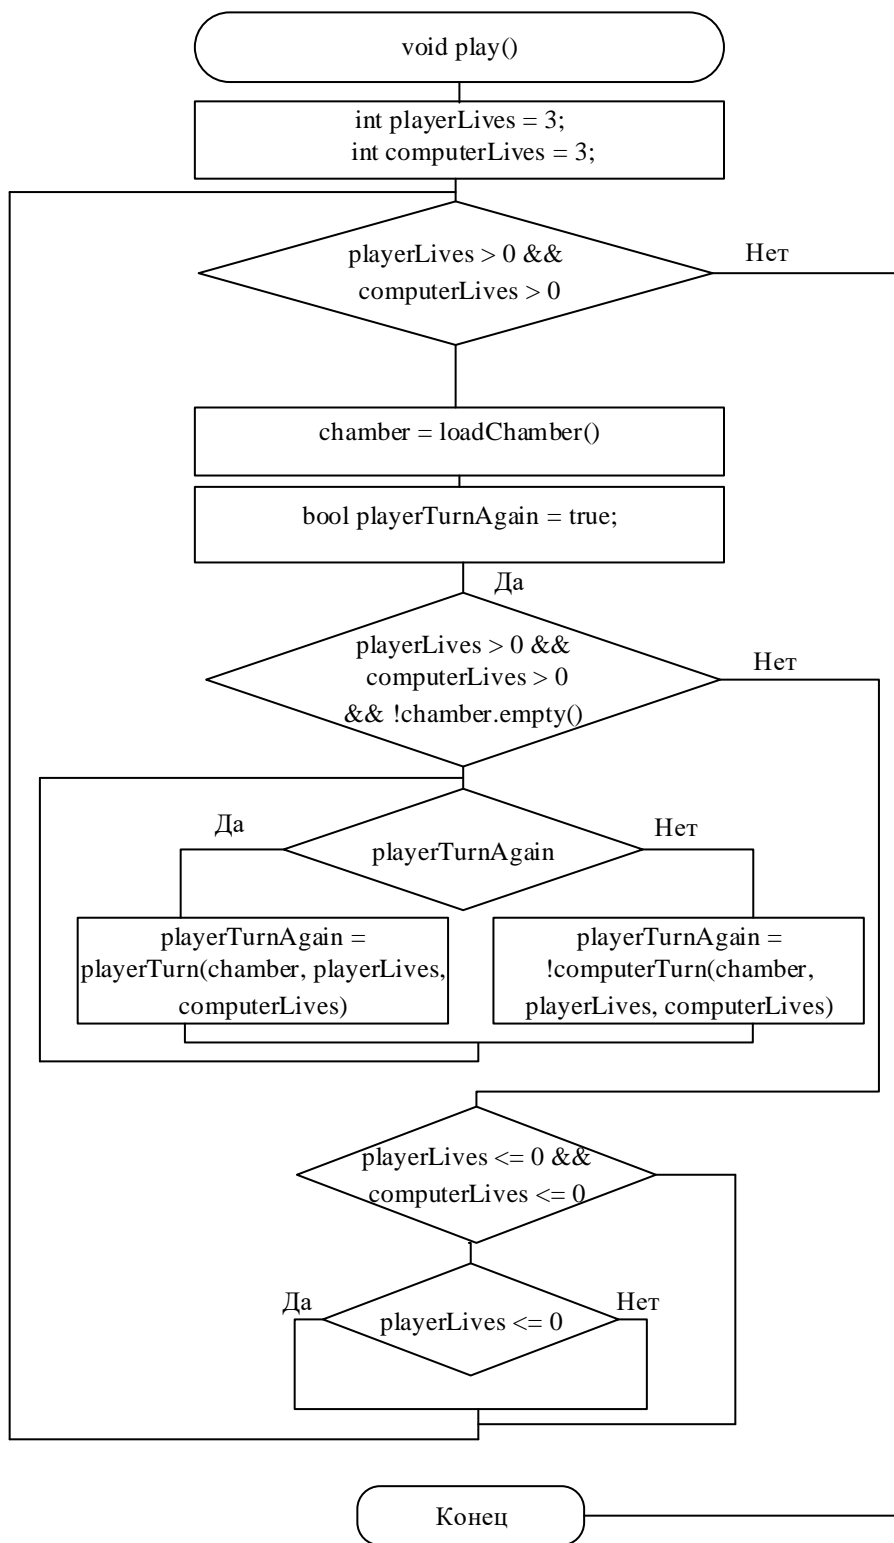 void play()
int playerLives = 3;
int computerLives = 3;
playerLives > 0 &&
computerLives > 0
Нет
chamber = loadChamber()
bool playerTurnAgain = true;
Да
playerLives > 0 &&
computerLives > 0
&& !chamber.empty()
Нет
Да
playerTurnAgain
Нет
playerTurnAgain =
playerTurn(chamber, playerLives,
computerLives)
playerTurnAgain =
!computerTurn(chamber,
playerLives, computerLives)
playerLives <= 0 &&
computerLives <= 0
Да
playerLives <= 0
Нет
Конец